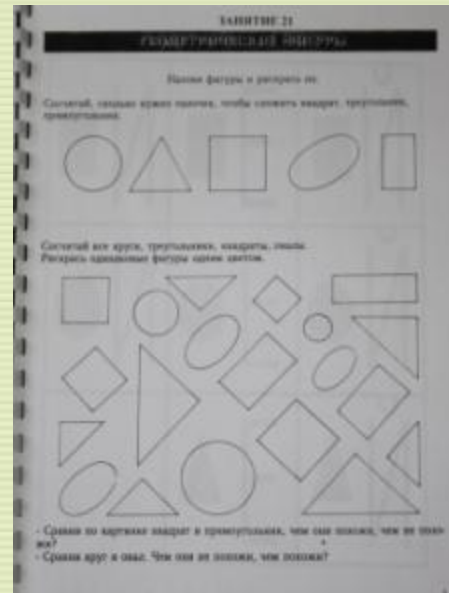 ЗАНЯТИЕ 21
ГЕОМЕТРИЧЕСКИЕ ФИГУРЫ
Назови фигуры и раскрась их.
Сосчитай, сколько нужно палочек, чтобы сложить квадрат, треугольник,
прямоугольник.
Сосчитай все круги, треугольники, квадраты, овалы.
Раскрась одинаковые фигуры одним цветом.
- Сравни по картинке квадрат и прямоугольник, чем они похожи, чем не похо-
жи?
- Сравни круг и овал. Чем они не похожи, чем похожи?